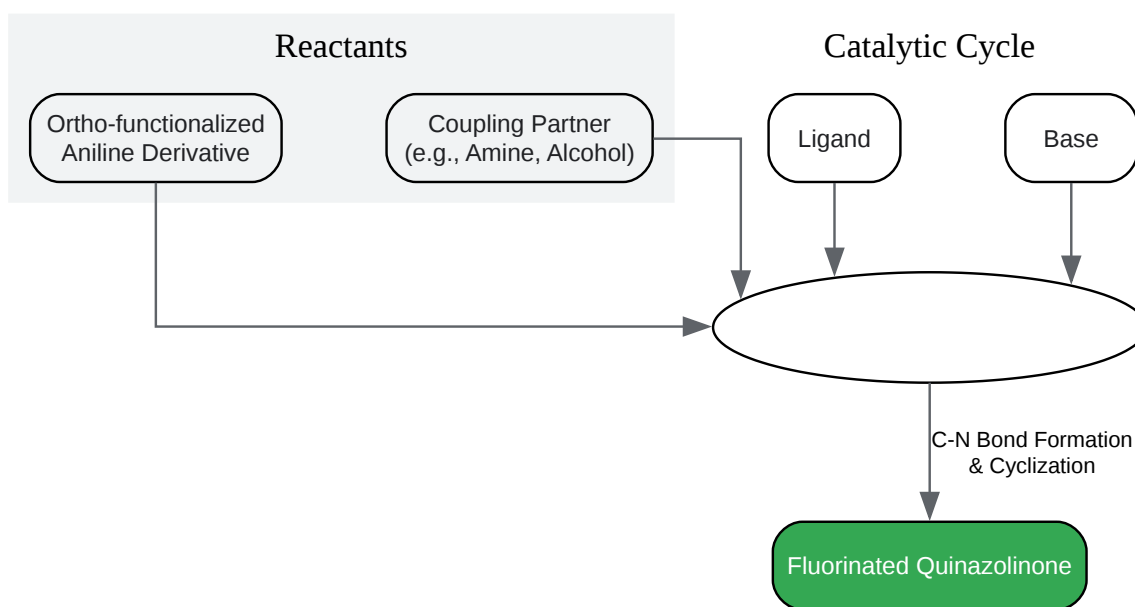 Reactants
Catalytic Cycle
Ortho-functionalized
Aniline Derivative
Coupling Partner
(e.g., Amine, Alcohol)
Ligand
Base
C-N Bond Formation
& Cyclization
Fluorinated Quinazolinone